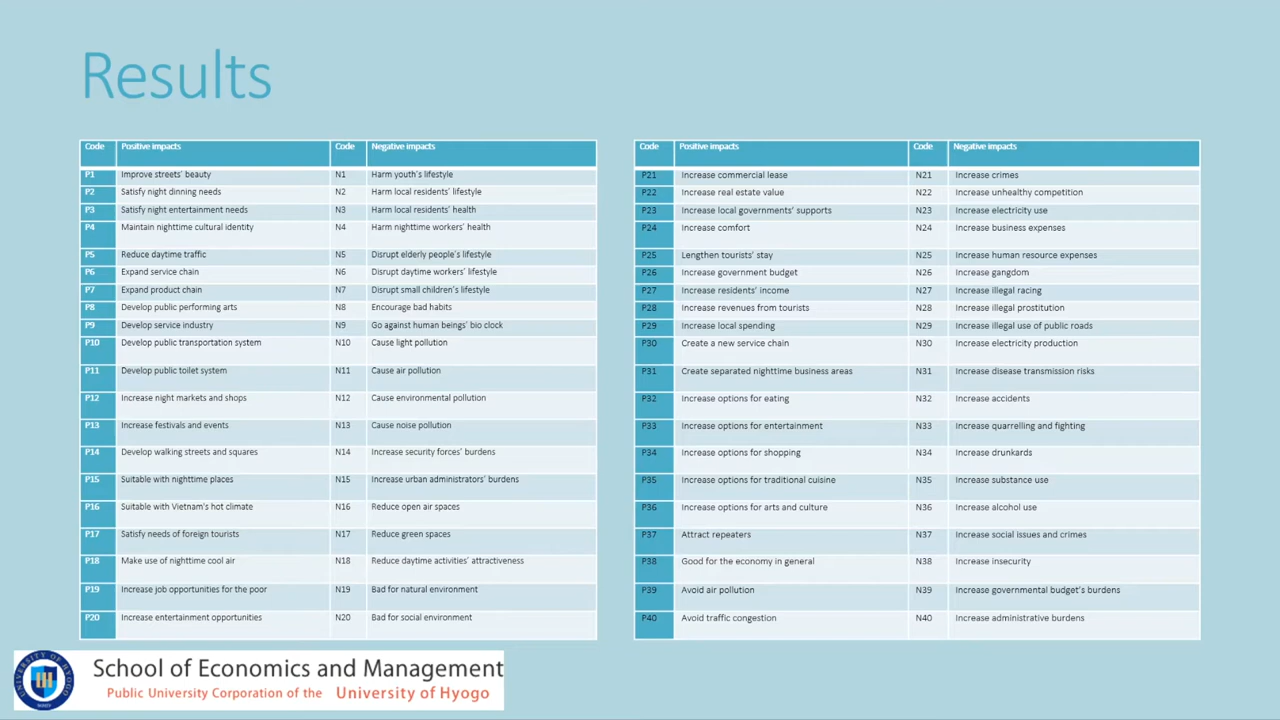 Results
Code Positive impacts Code Negative impacts
P1 Improve streets' beauty N1 Harm youth's lifestyle
P2 Satisfy night dinning needs N2 Harm local residents' lifestyle
P3 Satisfy night entertainment needs N3 Harm local residents' health
P4 Maintain nighttime cultural identity N4 Harm nighttime workers' health
P5 Reduce daytime traffic N5 Disrupt elderly people's lifestyle
P6 Expand service chain N6 Disrupt daytime workers' lifestyle
P7 Expand product chain N7 Disrupt small children's lifestyle
P8 Develop public performing arts N8 Encourage bad habits
P9 Develop service industry N9 Go against human beings' bio clock
P10 Develop public transportation system N10 Cause light pollution
P11 Develop public toilet system N11 Cause air pollution
P12 Increase night markets and shops N12 Cause environmental pollution
P13 Increase festivals and events N13 Cause noise pollution
P14 Develop walking streets and squares N14 Increase security forces' burdens
P15 Suitable with nighttime places N15 Increase urban administrators' burdens
P16 Suitable with Vietnam's hot climate N16 Reduce open air spaces
P17 Satisfy needs of foreign tourists N17 Reduce green spaces
P18 Make use of nighttime cool air N18 Reduce daytime activities' attractiveness
P19 Increase job opportunities for the poor N19 Bad for natural environment
P20 Increase entertainment opportunities N20 Bad for social environment
Code Positive impacts Code Negative impacts
P21 Increase commercial lease N21 Increase crimes
P22 Increase real estate value N22 Increase unhealthy competition
P23 Increase local governments' supports N23 Increase electricity use
P24 Increase comfort N24 Increase business expenses
P25 Lengthen tourists' stay N25 Increase human resource expenses
P26 Increase government budget N26 Increase gangdom
P27 Increase residents' income N27 Increase illegal racing
P28 Increase revenues from tourists N28 Increase illegal prostitution
P29 Increase local spending N29 Increase illegal use of public roads
P30 Create a new service chain N30 Increase electricity production
P31 Create separated nighttime business areas N31 Increase disease transmission risks
P32 Increase options for eating N32 Increase accidents
P33 Increase options for entertainment N33 Increase quarrelling and fighting
P34 Increase options for shopping N34 Increase drunkards
P35 Increase options for traditional cuisine N35 Increase substance use
P36 Increase options for arts and culture N36 Increase alcohol use
P37 Attract repeaters N37 Increase social issues and crimes
P38 Good for the economy in general N38 Increase insecurity
P39 Avoid air pollution N39 Increase governmental budget's burdens
P40 Avoid traffic congestion N40 Increase administrative burdens
UNIVERSITY OF HYOGO
School of Economics and Management
Public University Corporation of the University of Hyogo